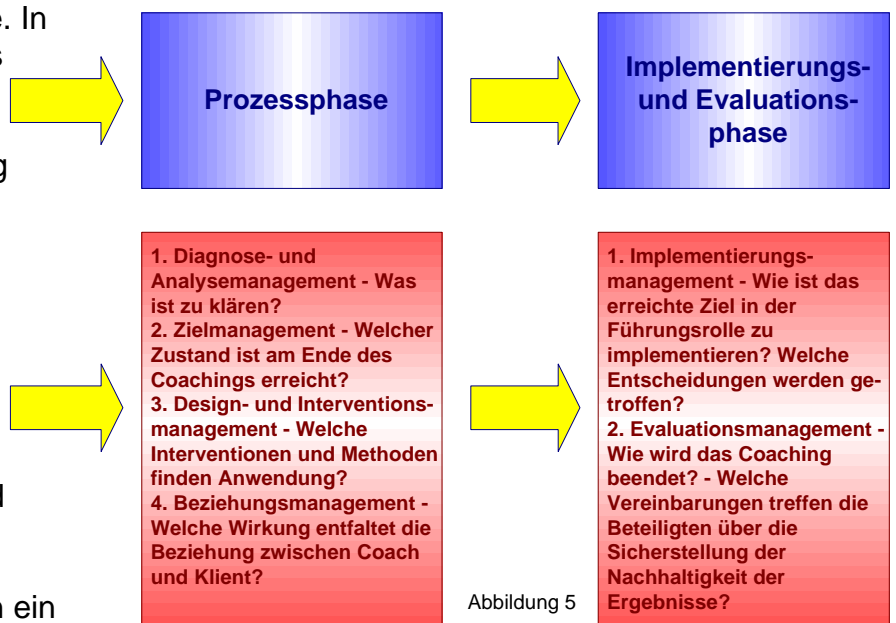 e. In
s
g
d
n ein
Prozessphase
Implementierungs-
und Evaluations-
phase
1. Diagnose- und
Analysemanagement - Was
ist zu klären?
2. Zielmanagement - Welcher
Zustand ist am Ende des
Coachings erreicht?
3. Design- und Interventions-
management - Welche
Interventionen und Methoden
finden Anwendung?
4. Beziehungsmanagement -
Welche Wirkung entfaltet die
Beziehung zwischen Coach
und Klient?
1. Implementierungs-
management - Wie ist das
erreichte Ziel in der
Führungsrolle zu
implementieren? Welche
Entscheidungen werden ge-
troffen?
2. Evaluationsmanagement -
Wie wird das Coaching
beendet? - Welche
Vereinbarungen treffen die
Beteiligten über die
Sicherstellung der
Nachhaltigkeit der
Ergebnisse?
Abbildung 5